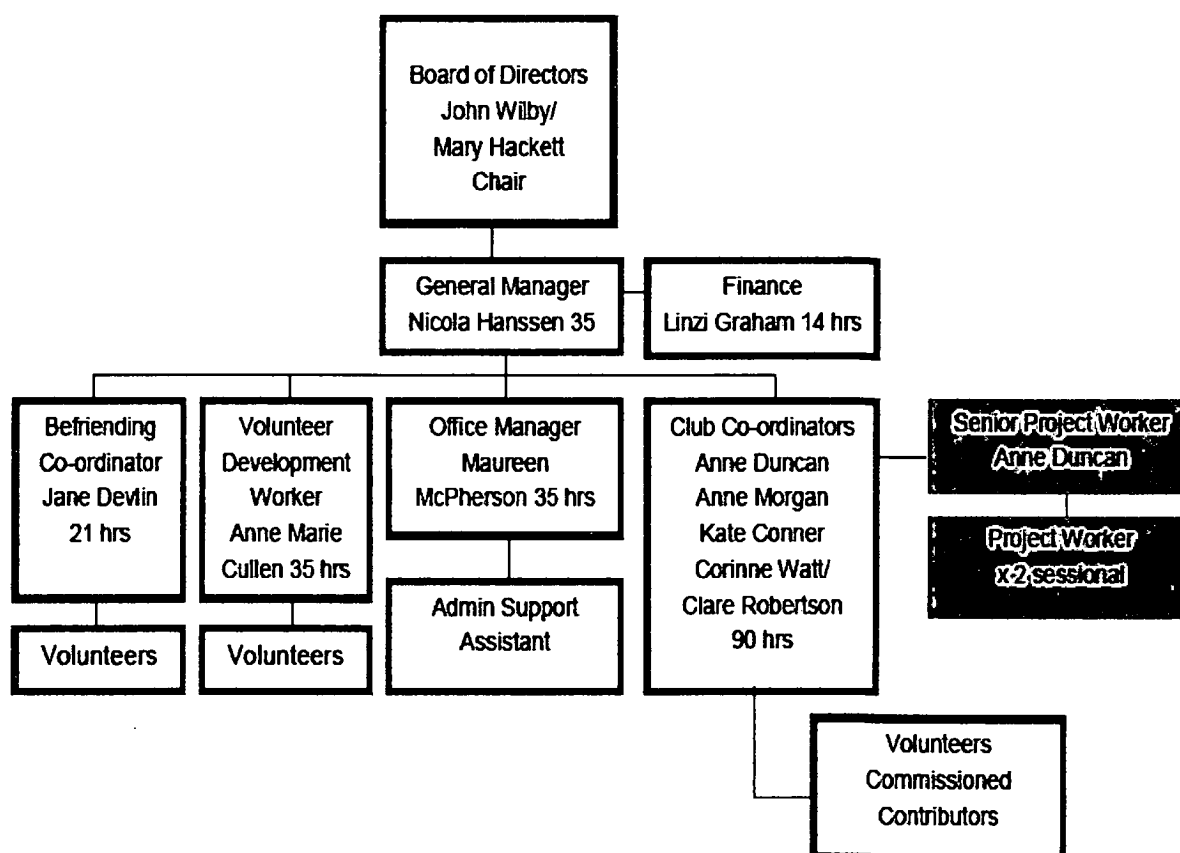 Board of Directors
John Wilby/
Mary Hackett
Chair
General Manager
Nicola Hanssen 35
Finance
Linzi Graham 14 hrs
Befriending
Co-ordinator
Jane Devlin
21 hrs
Volunteer
Development
Worker
Anne Marie
Cullen 35 hrs
Office Manager
Maureen
McPherson 35 hrs
Club Co-ordinators
Anne Duncan
Anne Morgan
Kate Conner
Corinne Watt/
Clare Robertson
90 hrs
Senior Project Worker
Anne Duncan
Project Worker
x 2 sessional
Volunteers
Volunteers
Admin Support
Assistant
Volunteers
Commissioned
Contributors